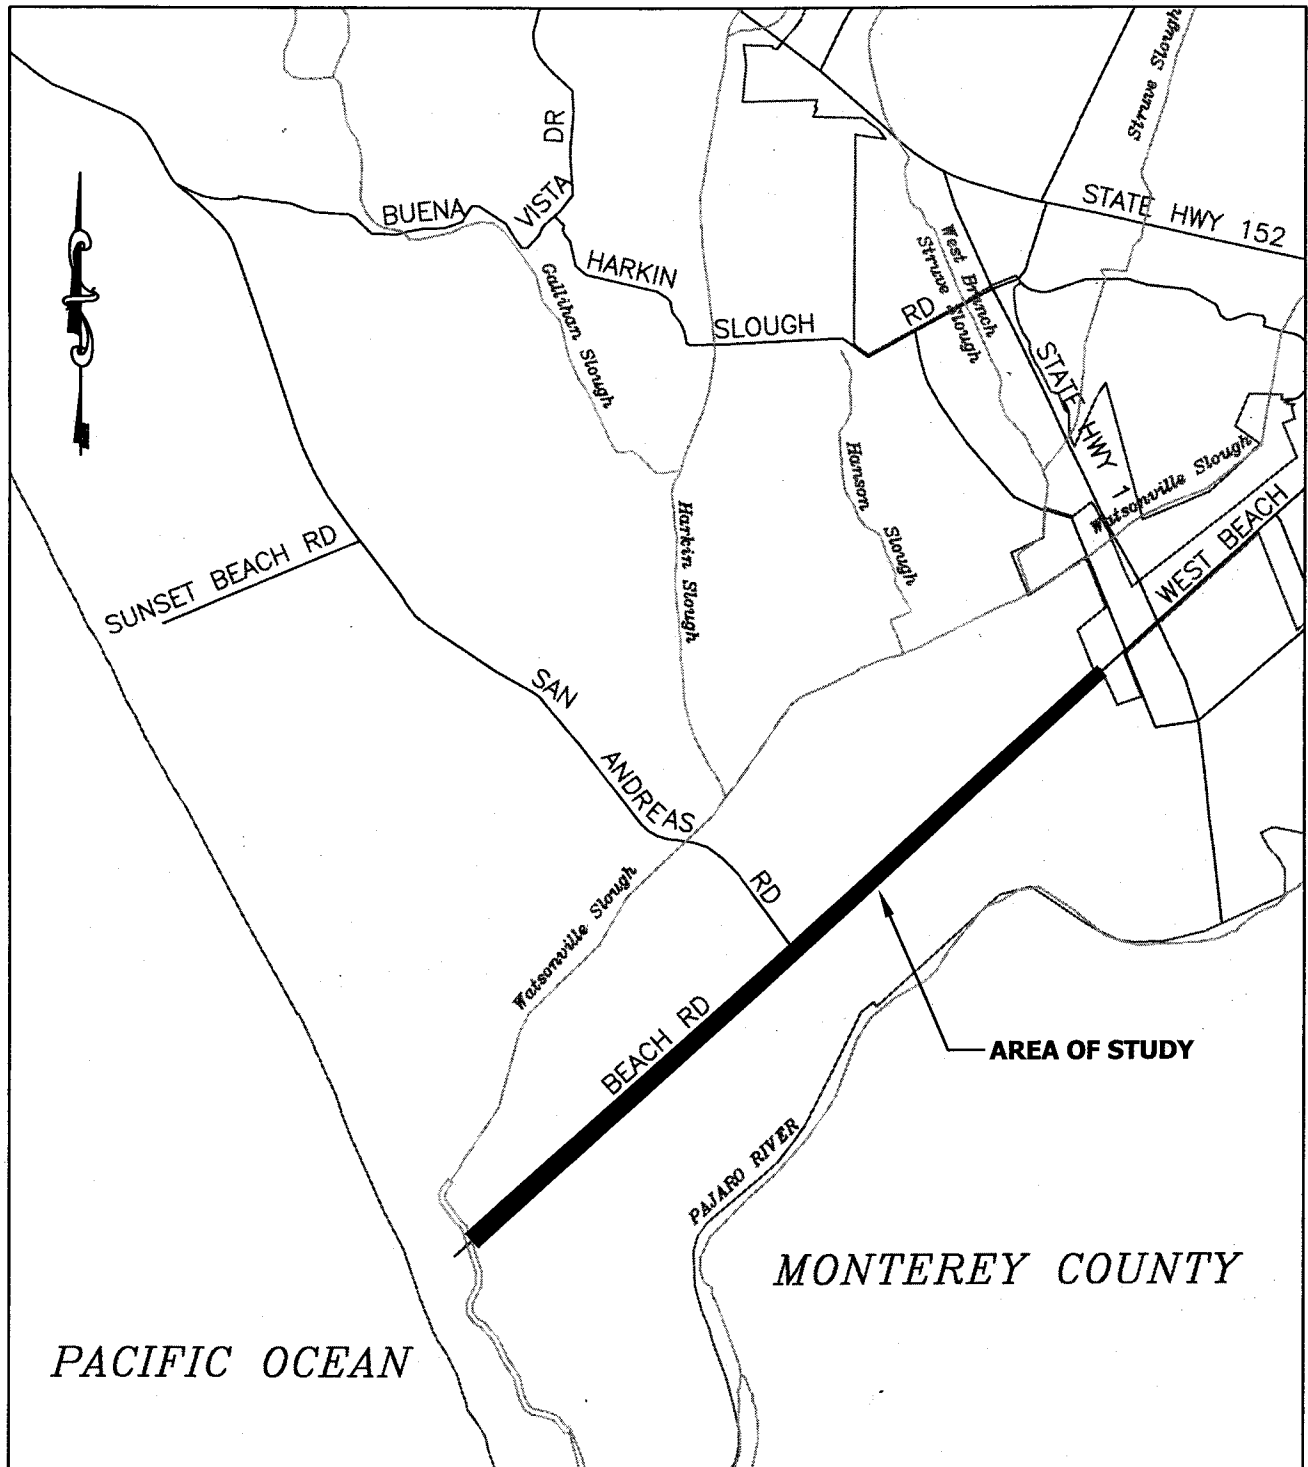 Struve Slough
DR
VISTA
BUENA
STATE HWY 152
West Branch
Struve Slough
HARKIN
SLOUGH
RD
Gallihan Slough
STATE HWY 1
Hanson Slough
Watsonville Slough
WEST BEACH
Harkin Slough
SUNSET BEACH RD
SAN
ANDREAS
RD
Watsonville Slough
BEACH RD
AREA OF STUDY
PAJARO RIVER
MONTEREY COUNTY
PACIFIC OCEAN